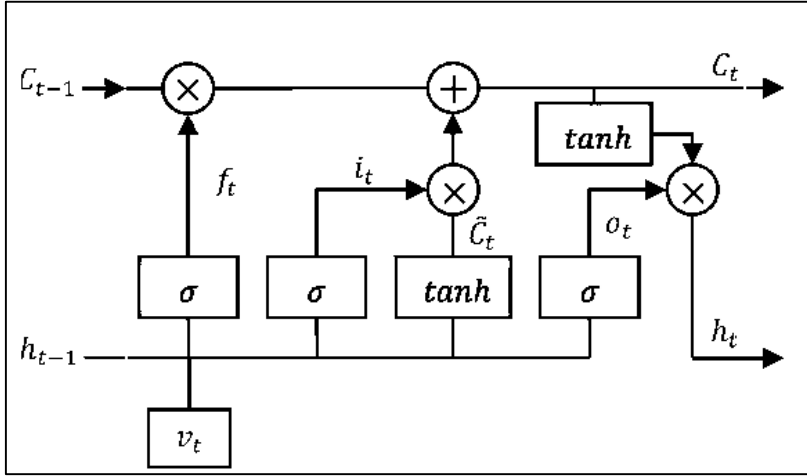 C_{t-1} × + C_t
tanh
f_t i_t × ×
C̃_t o_t
σ σ tanh σ
h_{t-1} h_t
v_t